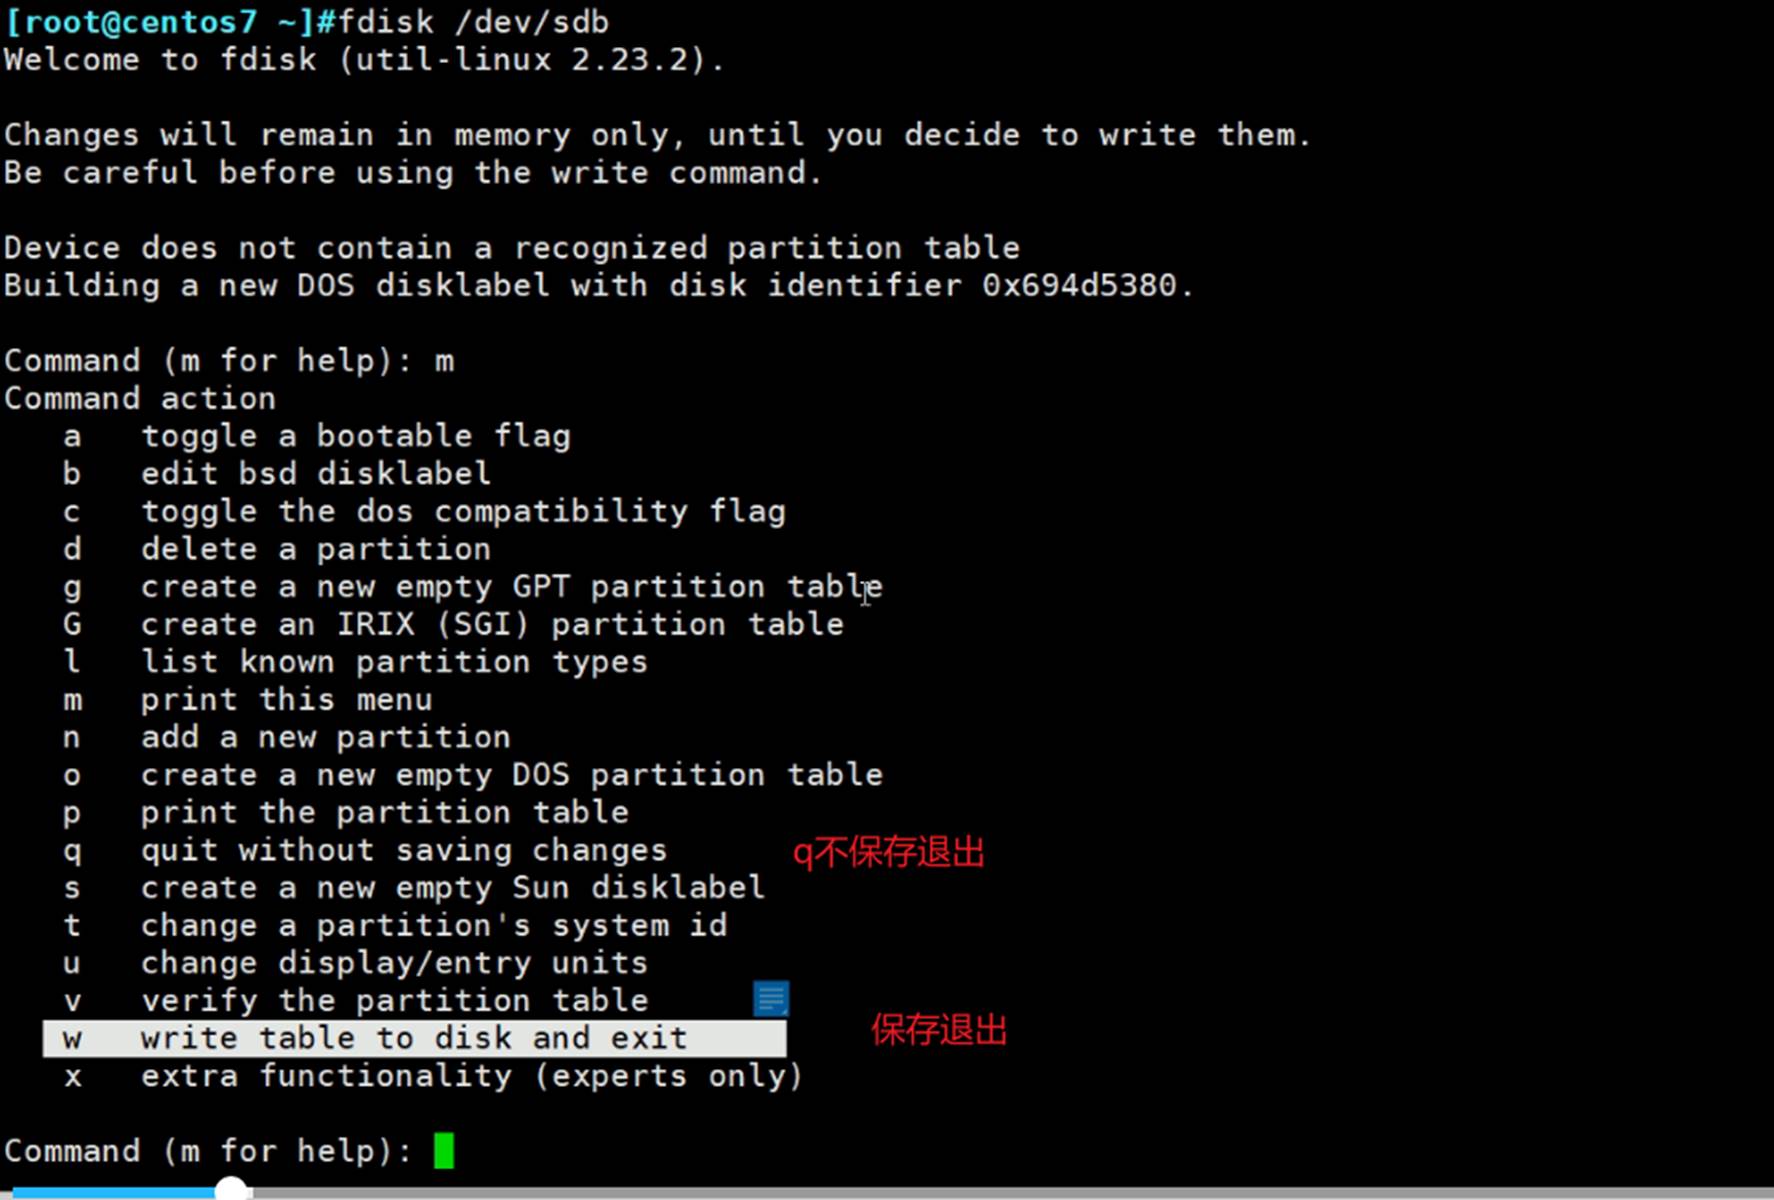 [root@centos7 ~]#fdisk /dev/sdb
Welcome to fdisk (util-linux 2.23.2).
Changes will remain in memory only, until you decide to write them.
Be careful before using the write command.
Device does not contain a recognized partition table
Building a new DOS disklabel with disk identifier 0x694d5380.
Command (m for help): m
Command action
a   toggle a bootable flag
b   edit bsd disklabel
c   toggle the dos compatibility flag
d   delete a partition
g   create a new empty GPT partition table
G   create an IRIX (SGI) partition table
l   list known partition types
m   print this menu
n   add a new partition
o   create a new empty DOS partition table
p   print the partition table
q   quit without saving changes   q不保存退出
s   create a new empty Sun disklabel
t   change a partition's system id
u   change display/entry units
v   verify the partition table
w   write table to disk and exit   保存退出
x   extra functionality (experts only)
Command (m for help):